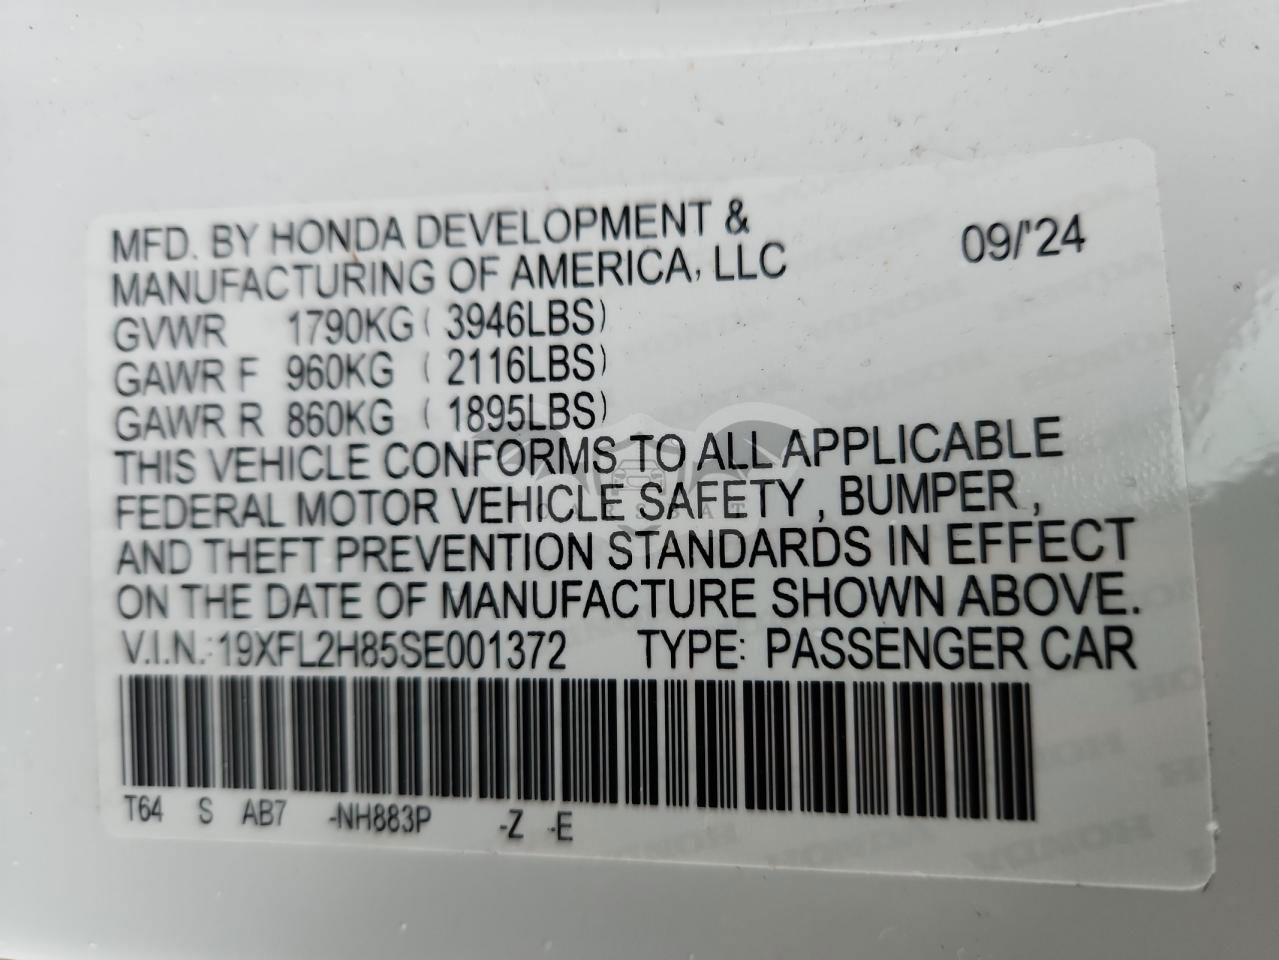 MFD. BY HONDA DEVELOPMENT &
MANUFACTURING OF AMERICA, LLC
09/'24
GVWR 1790KG ( 3946LBS)
GAWR F 960KG ( 2116LBS)
GAWR R 860KG ( 1895LBS)
THIS VEHICLE CONFORMS TO ALL APPLICABLE
FEDERAL MOTOR VEHICLE SAFETY , BUMPER ,
AND THEFT PREVENTION STANDARDS IN EFFECT
ON THE DATE OF MANUFACTURE SHOWN ABOVE.
V.I.N.: 19XFL2H85SE001372 TYPE: PASSENGER CAR
T64 S AB7 -NH883P -Z -E